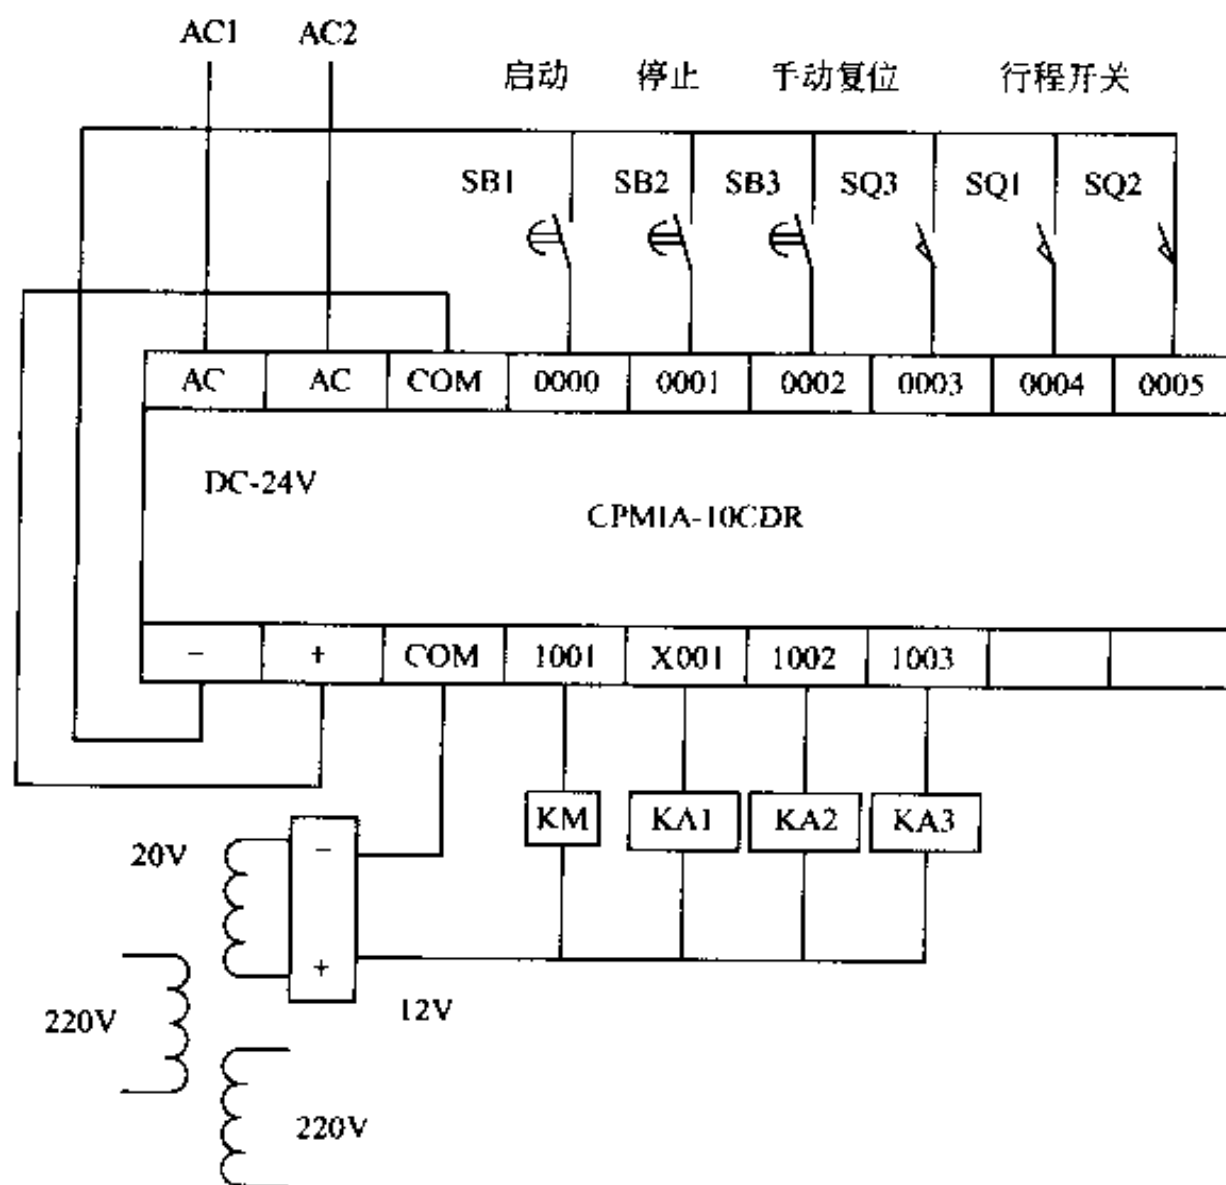 AC1 AC2
启动 停止 手动复位 行程开关
SB1 SB2 SB3 SQ3 SQ1 SQ2
AC AC COM 0000 0001 0002 0003 0004 0005
DC-24V
CPM1A-10CDR
- + COM 1001 X001 1002 1003
KM KA1 KA2 KA3
20V
-
+
12V
220V
220V